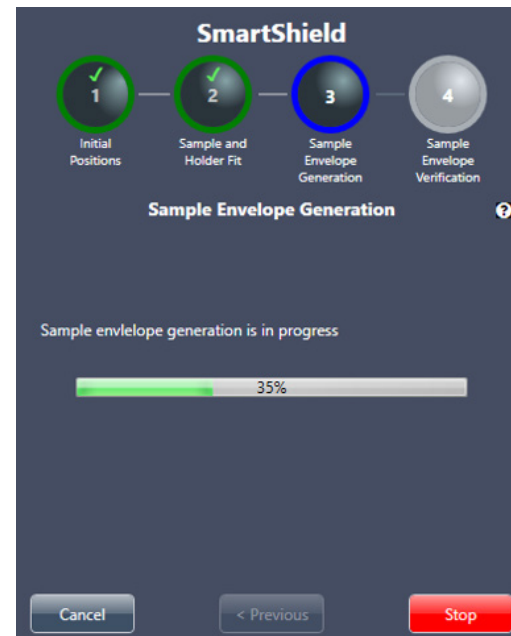 SmartShield
1
2
3
4
Initial
Positions
Sample and
Holder Fit
Sample
Envelope
Generation
Sample
Envelope
Verification
Sample Envelope Generation
?
Sample envlelope generation is in progress
35%
Cancel
< Previous
Stop